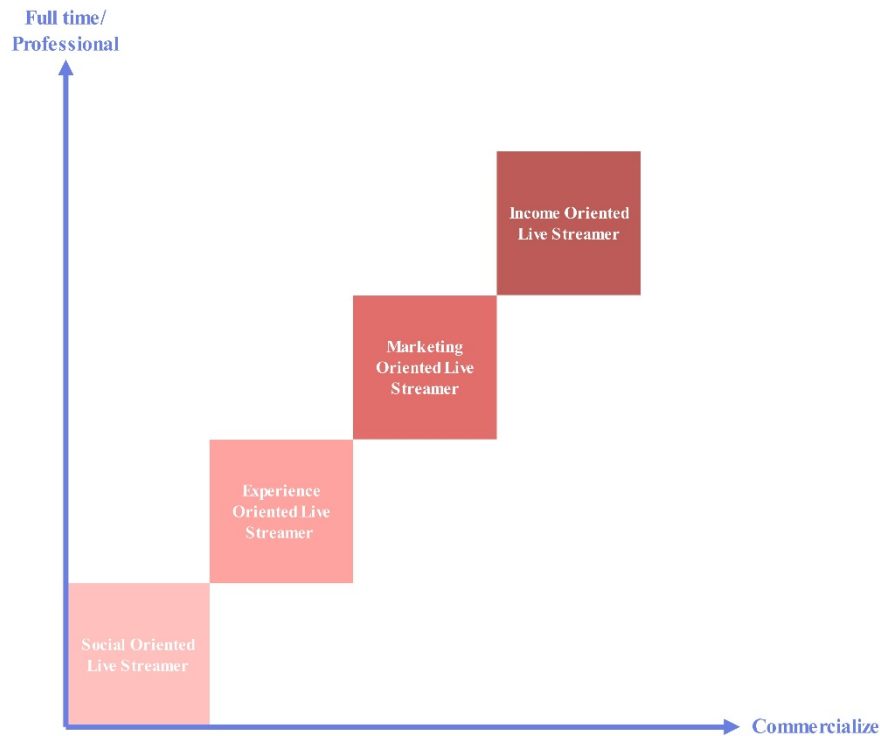 Full time/
Professional
Income Oriented
Live Streamer
Marketing
Oriented Live
Streamer
Experience
Oriented Live
Streamer
Social Oriented
Live Streamer
Commercialize